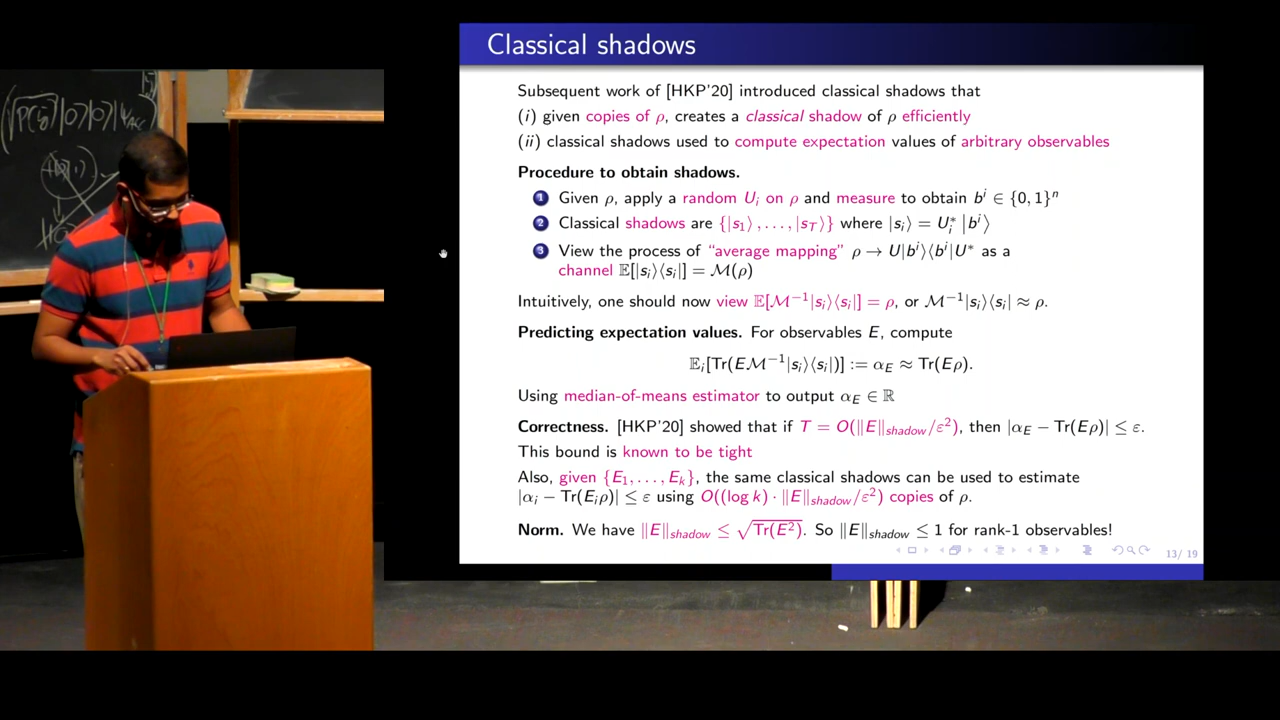 Classical shadows
Subsequent work of [HKP'20] introduced classical shadows that
(i) given copies of ρ, creates a classical shadow of ρ efficiently
(ii) classical shadows used to compute expectation values of arbitrary observables
Procedure to obtain shadows.
1 Given ρ, apply a random U_i on ρ and measure to obtain b^i ∈ {0, 1}^n
2 Classical shadows are {|s_1⟩ , . . . , |s_T⟩} where |s_i⟩ = U_i^* |b^i⟩
3 View the process of “average mapping” ρ → U|b^i⟩⟨b^i|U^* as a
channel 𝔼[|s_i⟩⟨s_i|] = ℳ(ρ)
Intuitively, one should now view 𝔼[ℳ^{-1}|s_i⟩⟨s_i|] = ρ, or ℳ^{-1}|s_i⟩⟨s_i| ≈ ρ.
Predicting expectation values. For observables E, compute
𝔼_i[Tr(Eℳ^{-1}|s_i⟩⟨s_i|)] := α_E ≈ Tr(Eρ).
Using median-of-means estimator to output α_E ∈ ℝ
Correctness. [HKP'20] showed that if T = O(‖E‖_{shadow}/ε^2), then |α_E − Tr(Eρ)| ≤ ε.
This bound is known to be tight
Also, given {E_1, . . . , E_k}, the same classical shadows can be used to estimate
|α_i − Tr(E_iρ)| ≤ ε using O((log k) · ‖E‖_{shadow}/ε^2) copies of ρ.
Norm. We have ‖E‖_{shadow} ≤ √Tr(E^2). So ‖E‖_{shadow} ≤ 1 for rank-1 observables!
13/ 19